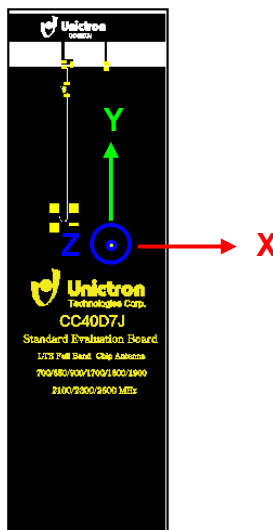 Unictron
Y
Z
X
Unictron
Technologies Corp.
CC40D7J
Standard Evaluation Board
LTE Full Band Chip Antenna
700/850/900/1700/1800/1900
2100/2300/2600 MHz